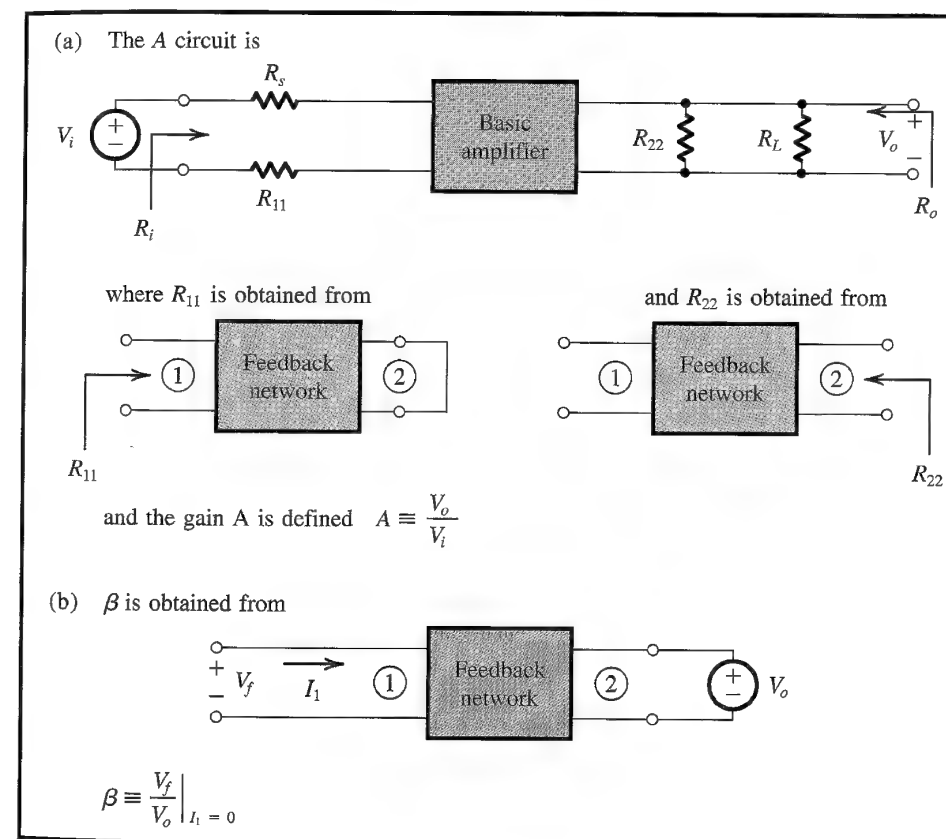 (a) The A circuit is
R_s
V_i + −
Basic amplifier
R_22 R_L V_o + −
R_11
R_i
R_o
where R_11 is obtained from
and R_22 is obtained from
① Feedback network ②
① Feedback network ②
R_11
R_22
and the gain A is defined A ≡ V_o / V_i
(b) β is obtained from
+ V_f − I_1 ① Feedback network ② + − V_o
β ≡ V_f / V_o | I_1 = 0